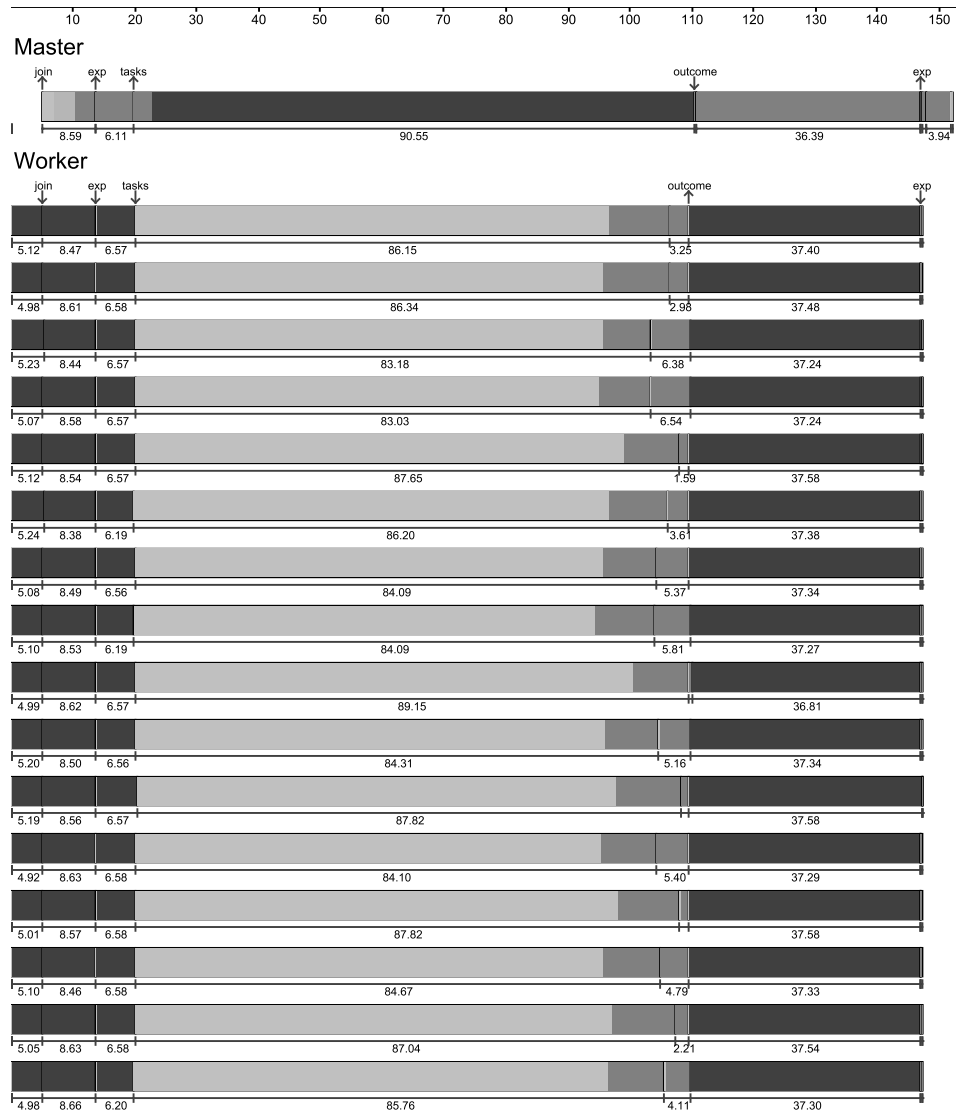 10 20 30 40 50 60 70 80 90 100 110 120 130 140 150
Master
join exp tasks outcome exp
8.59 6.11 90.55 36.39 3.94
Worker
join exp tasks outcome exp
5.12 8.47 6.57 86.15 3.25 37.40
4.98 8.61 6.58 86.34 2.98 37.48
5.23 8.44 6.57 83.18 6.38 37.24
5.07 8.58 6.57 83.03 6.54 37.24
5.12 8.54 6.57 87.65 1.59 37.58
5.24 8.38 6.19 86.20 3.61 37.38
5.08 8.49 6.56 84.09 5.37 37.34
5.10 8.53 6.19 84.09 5.81 37.27
4.99 8.62 6.57 89.15 36.81
5.20 8.50 6.56 84.31 5.16 37.34
5.19 8.56 6.57 87.82 37.58
4.92 8.63 6.58 84.10 5.40 37.29
5.01 8.57 6.58 87.82 37.58
5.10 8.46 6.58 84.67 4.79 37.33
5.05 8.63 6.58 87.04 2.21 37.54
4.98 8.66 6.20 85.76 4.11 37.30